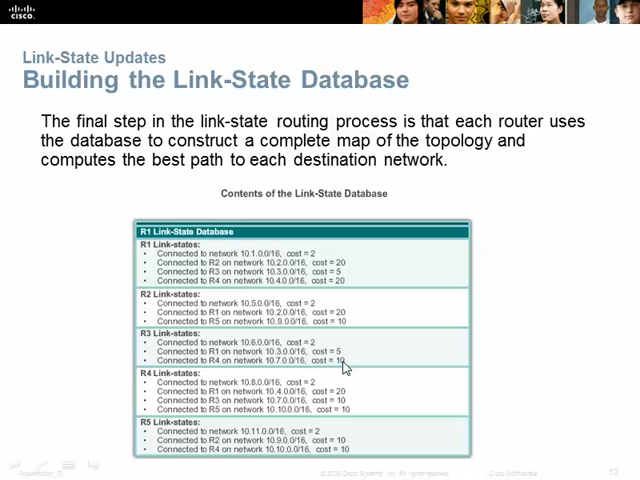 CISCO.
Link-State Updates
Building the Link-State Database
The final step in the link-state routing process is that each router uses
the database to construct a complete map of the topology and
computes the best path to each destination network.
Contents of the Link-State Database
R1 Link-State Database
R1 Link-states:
• Connected to network 10.1.0.0/16, cost = 2
• Connected to R2 on network 10.2.0.0/16, cost = 20
• Connected to R3 on network 10.3.0.0/16, cost = 5
• Connected to R4 on network 10.4.0.0/16, cost = 20
R2 Link-states:
• Connected to network 10.5.0.0/16, cost = 2
• Connected to R1 on network 10.2.0.0/16, cost = 20
• Connected to R5 on network 10.9.0.0/16, cost = 10
R3 Link-states:
• Connected to network 10.6.0.0/16, cost = 2
• Connected to R1 on network 10.3.0.0/16, cost = 5
• Connected to R4 on network 10.7.0.0/16, cost = 10
R4 Link-states:
• Connected to network 10.8.0.0/16, cost = 2
• Connected to R1 on network 10.4.0.0/16, cost = 20
• Connected to R3 on network 10.7.0.0/16, cost = 10
• Connected to R5 on network 10.10.0.0/16, cost = 10
R5 Link-states:
• Connected to network 10.11.0.0/16, cost = 2
• Connected to R2 on network 10.9.0.0/16, cost = 10
• Connected to R4 on network 10.10.0.0/16, cost = 10
Presentation_ID
Cisco Systems, Inc. All rights reserved.
Cisco Confidential